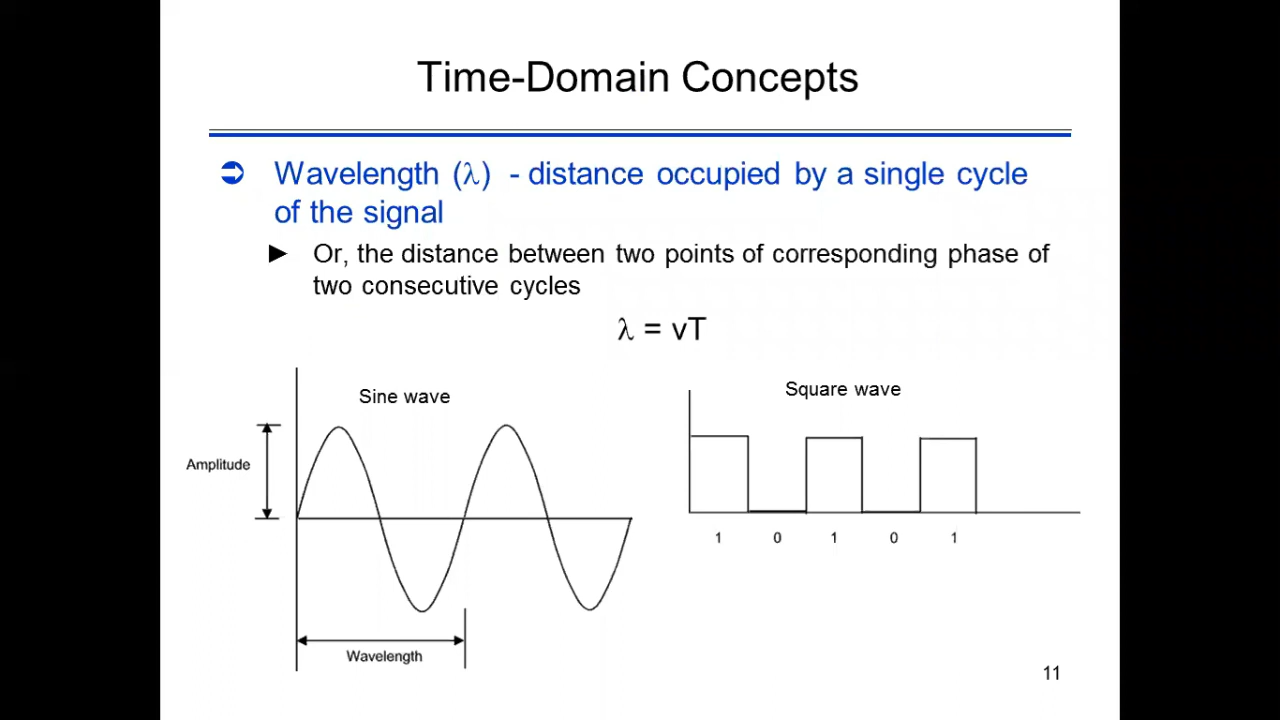 Time-Domain Concepts
Wavelength (λ) - distance occupied by a single cycle
of the signal
Or, the distance between two points of corresponding phase of
two consecutive cycles
λ = vT
Sine wave
Amplitude
Wavelength
Square wave
1 0 1 0 1
11